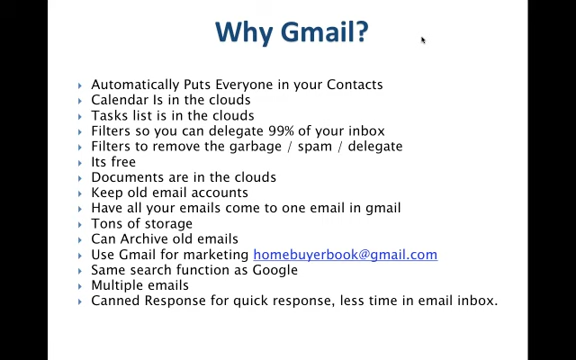 Why Gmail?
Automatically Puts Everyone in your Contacts
Calendar Is in the clouds
Tasks list is in the clouds
Filters so you can delegate 99% of your inbox
Filters to remove the garbage / spam / delegate
Its free
Documents are in the clouds
Keep old email accounts
Have all your emails come to one email in gmail
Tons of storage
Can Archive old emails
Use Gmail for marketing homebuyerbook@gmail.com
Same search function as Google
Multiple emails
Canned Response for quick response, less time in email inbox.